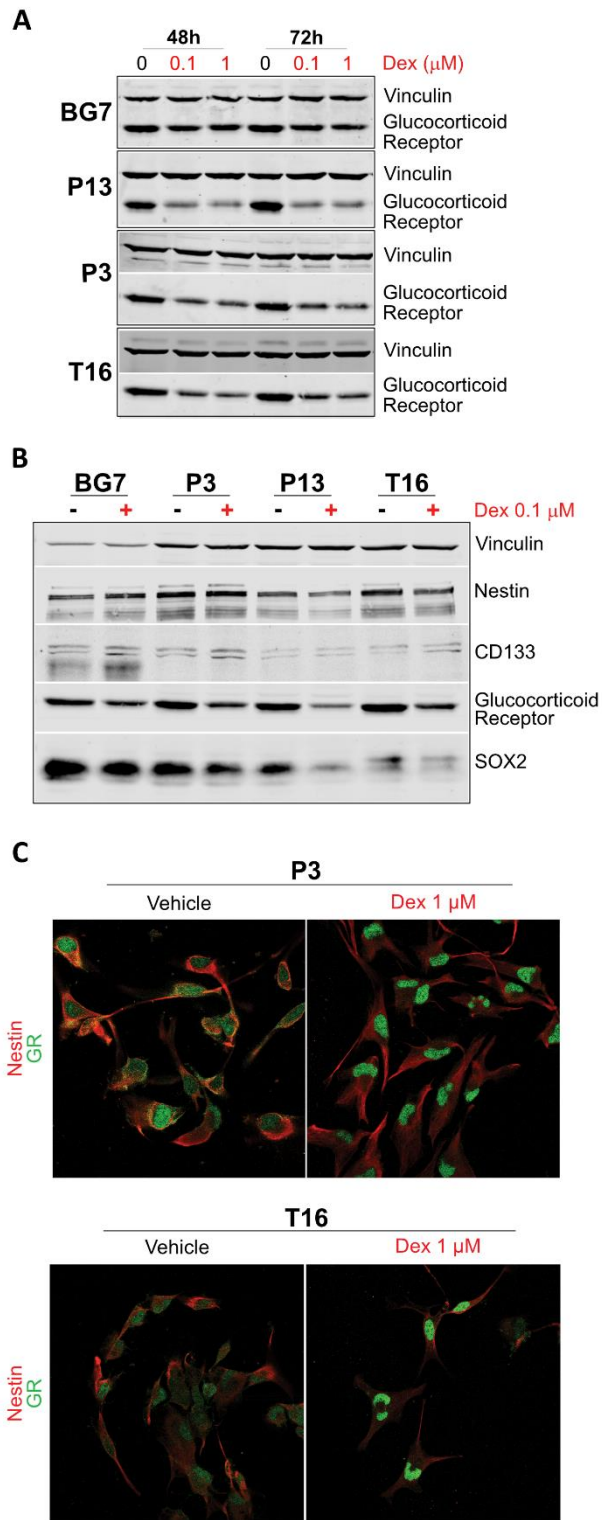 A
48h 72h
0 0.1 1 0 0.1 1 Dex (μM)
BG7
Vinculin
Glucocorticoid
Receptor
P13
Vinculin
Glucocorticoid
Receptor
P3
Vinculin
Glucocorticoid
Receptor
T16
Vinculin
Glucocorticoid
Receptor
B
BG7 P3 P13 T16
- + - + - + - + Dex 0.1 μM
Vinculin
Nestin
CD133
Glucocorticoid
Receptor
SOX2
C
P3
Vehicle Dex 1 μM
Nestin
GR
T16
Vehicle Dex 1 μM
Nestin
GR